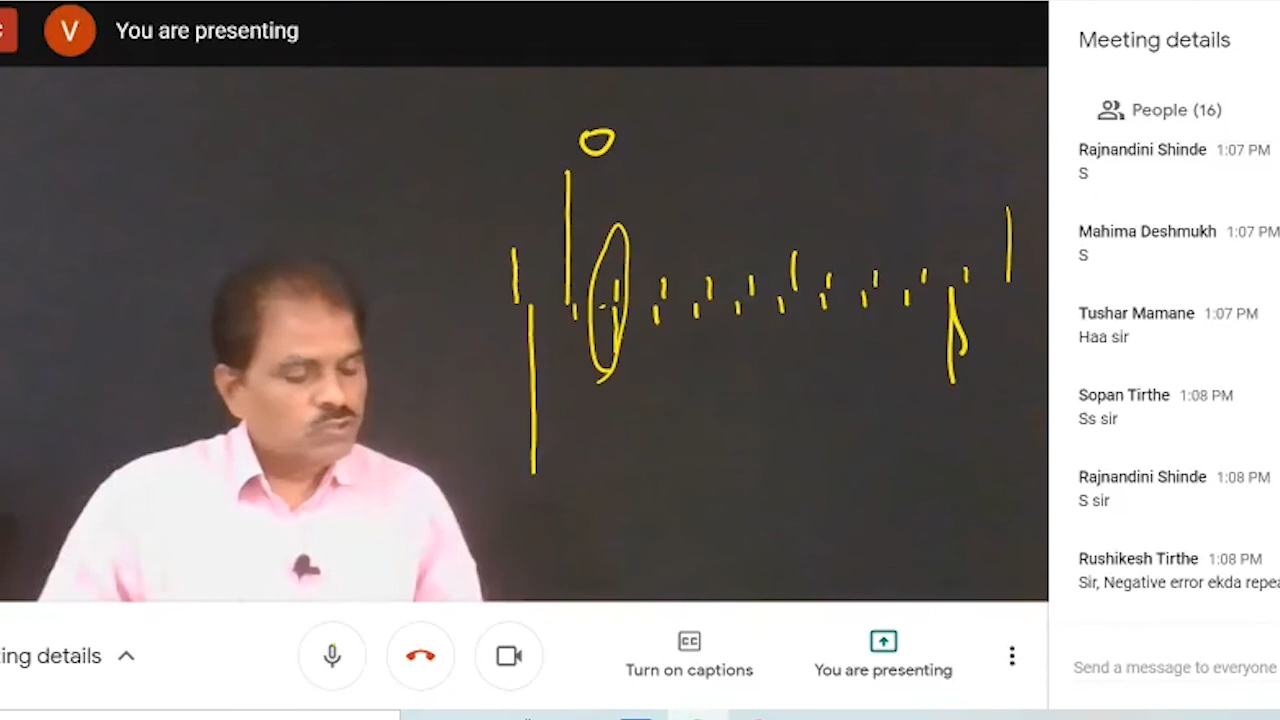 V You are presenting
Meeting details
People (16)
Rajnandini Shinde 1:07 PM
S
Mahima Deshmukh 1:07 PM
S
Tushar Mamane 1:07 PM
Haa sir
Sopan Tirthe 1:08 PM
Ss sir
Rajnandini Shinde 1:08 PM
S sir
Rushikesh Tirthe 1:08 PM
Sir, Negative error ekda
0
details
CC
Turn on captions
You are presenting
Send a message to everyone